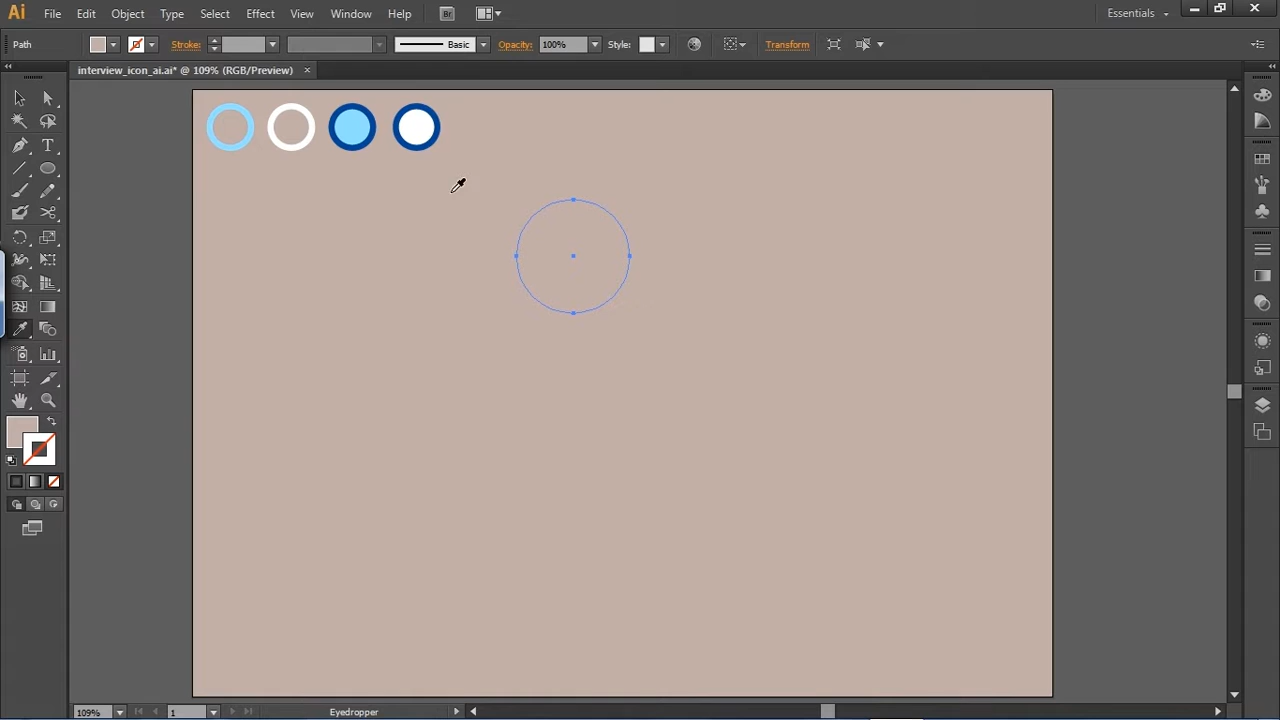 Ai File Edit Object Type Select Effect View Window Help Br Essentials
Path Stroke: Basic Opacity: 100% Style: Transform
interview_icon_ai.ai* @ 109% (RGB/Preview) ×
T
109% 1 Eyedropper